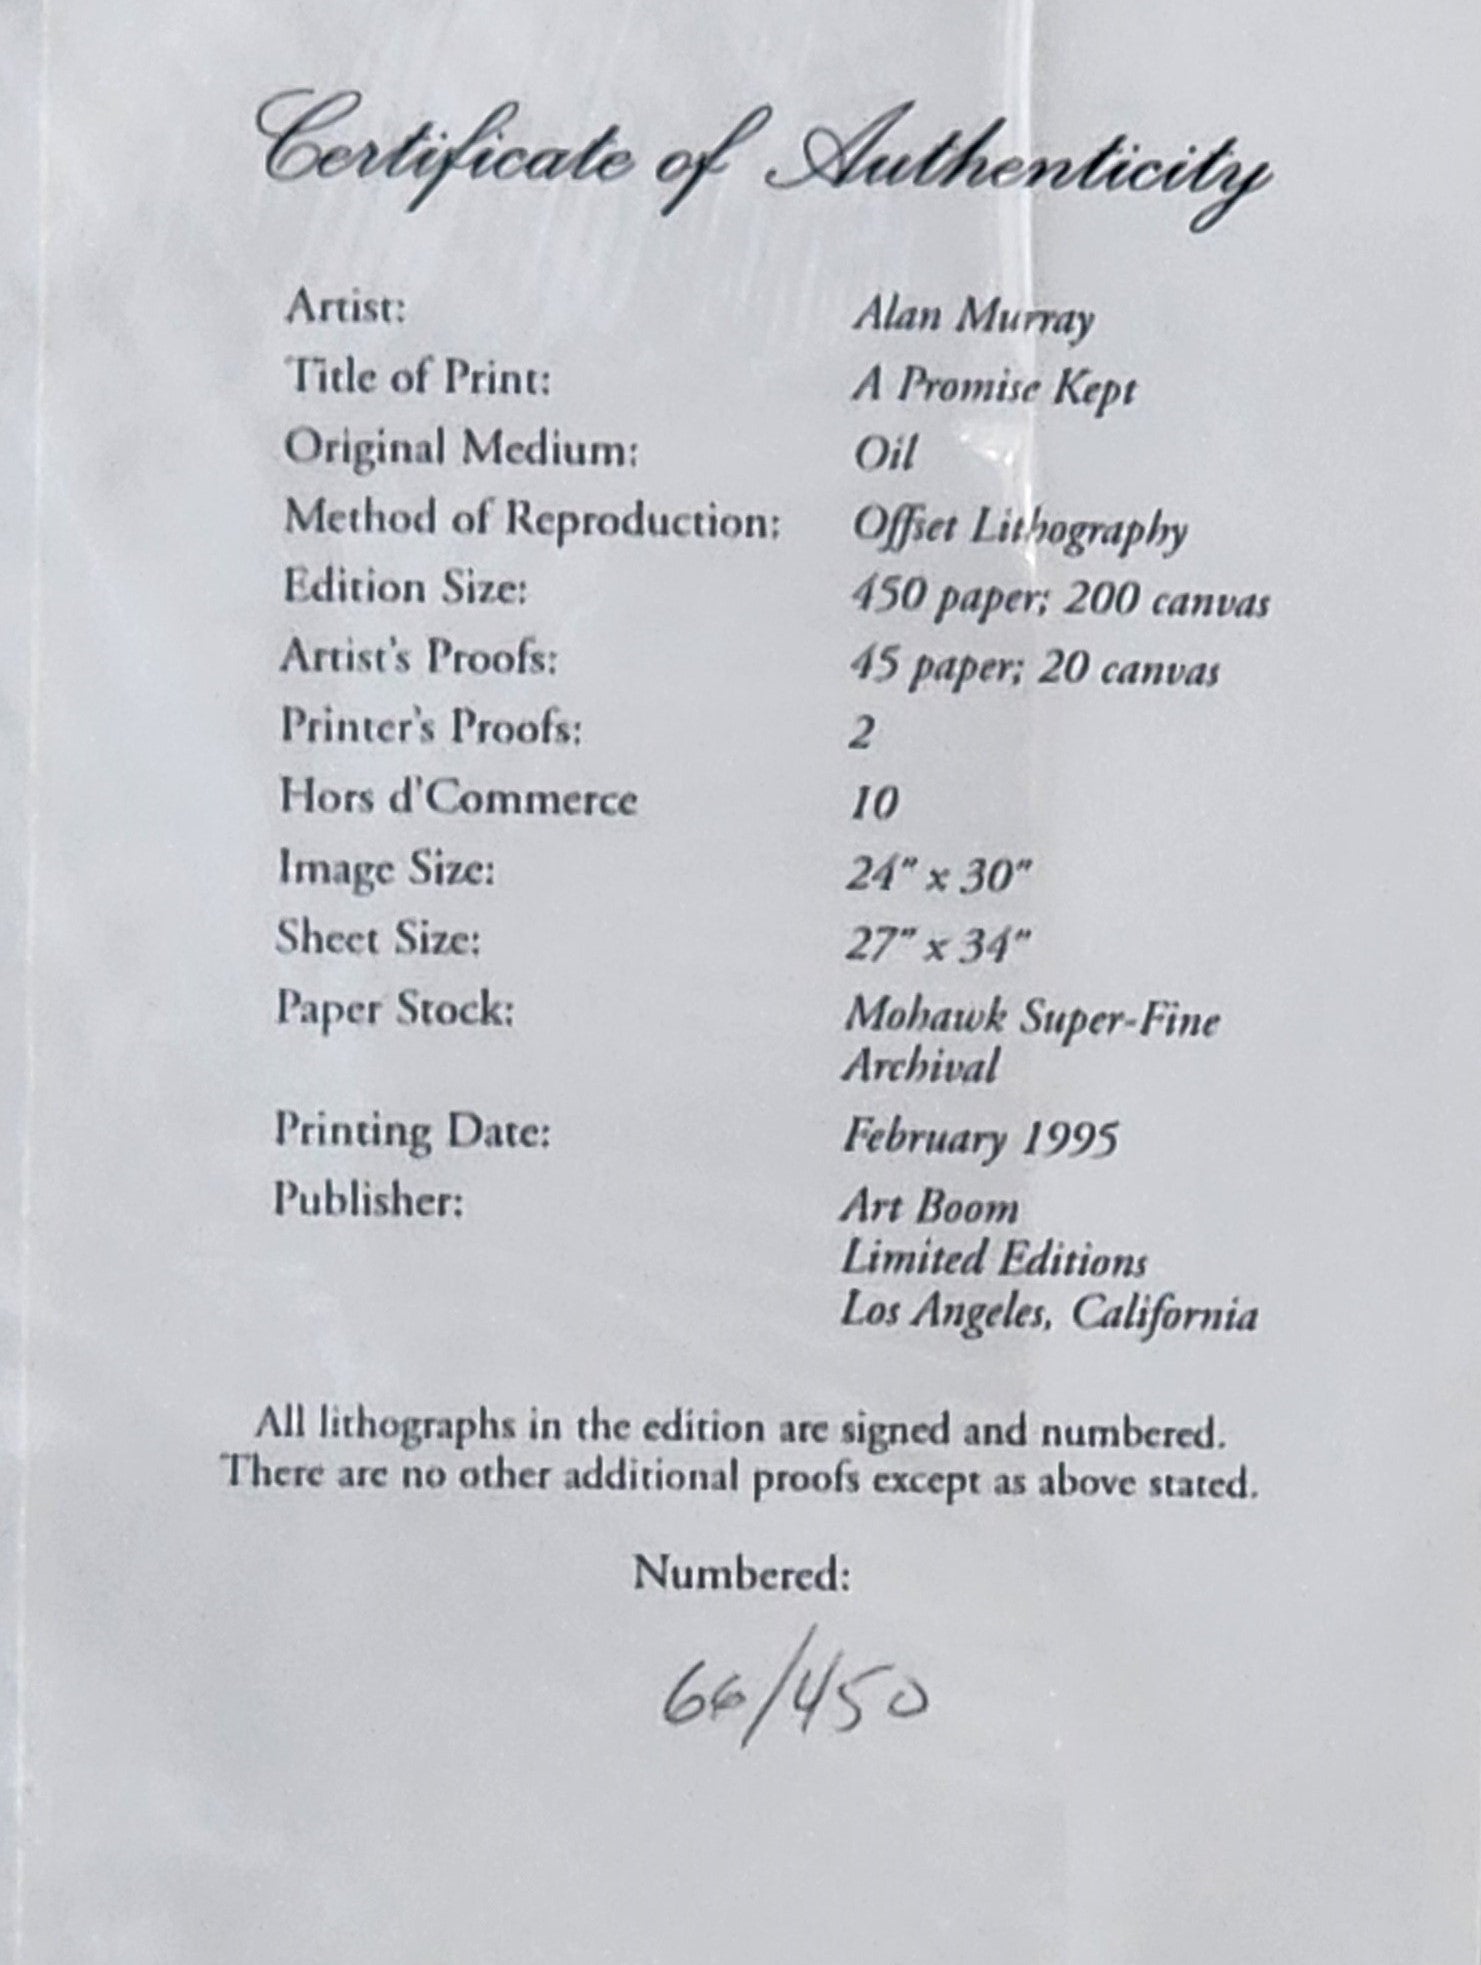 Certificate of Authenticity
Artist: Alan Murray
Title of Print: A Promise Kept
Original Medium: Oil
Method of Reproduction: Offset Lithography
Edition Size: 450 paper; 200 canvas
Artist's Proofs: 45 paper; 20 canvas
Printer's Proofs: 2
Hors d'Commerce 10
Image Size: 24" x 30"
Sheet Size: 27" x 34"
Paper Stock: Mohawk Super-Fine
Archival
Printing Date: February 1995
Publisher: Art Boom
Limited Editions
Los Angeles, California
All lithographs in the edition are signed and numbered.
There are no other additional proofs except as above stated.
Numbered:
66/450